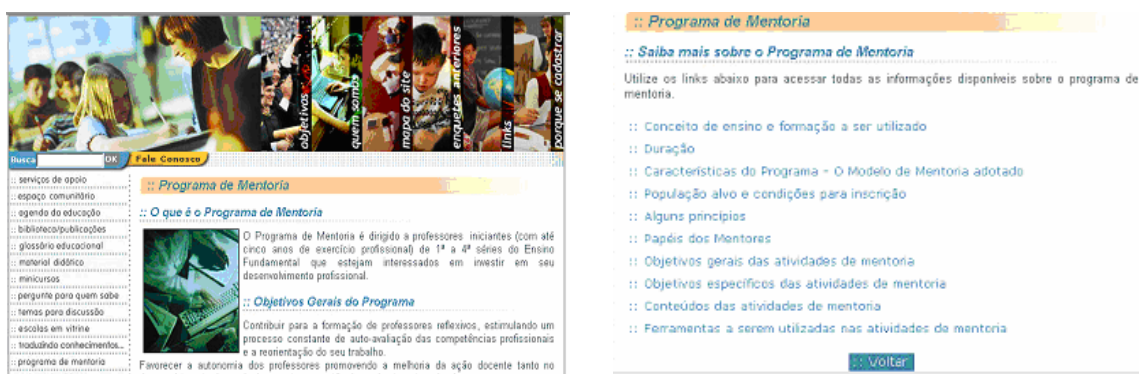 objetivos
quem somos
mapa do site
enquetes anteriores
links
porque se cadastrar
Busca OK Fale Conosco
:: serviços de apoio
:: espaço comunitário
:: agenda da educação
:: biblioteca/publicações
:: glossário educacional
:: material didático
:: minicursos
:: pergunte para quem sabe
:: temas para discussão
:: escolas em vitrine
:: traduzindo conhecimentos...
:: programa de mentoria
:: Programa de Mentoria
:: O que é o Programa de Mentoria
O Programa de Mentoria é dirigido a professores iniciantes (com até
cinco anos de exercício profissional) de 1ª a 4ª séries do Ensino
Fundamental que estejam interessados em investir em seu
desenvolvimento profissional.
:: Objetivos Gerais do Programa
Contribuir para a formação de professores reflexivos, estimulando um
processo constante de auto-avaliação das competências profissionais
e a reorientação do seu trabalho.
Favorecer a autonomia dos professores promovendo a melhoria da ação docente tanto no
:: Programa de Mentoria
:: Saiba mais sobre o Programa de Mentoria
Utilize os links abaixo para acessar todas as informações disponíveis sobre o programa de
mentoria.
:: Conceito de ensino e formação a ser utilizado
:: Duração
:: Características do Programa - O Modelo de Mentoria adotado
:: População alvo e condições para inscrição
:: Alguns princípios
:: Papéis dos Mentores
:: Objetivos gerais das atividades de mentoria
:: Objetivos específicos das atividades de mentoria
:: Conteúdos das atividades de mentoria
:: Ferramentas a serem utilizadas nas atividades de mentoria
:: Voltar